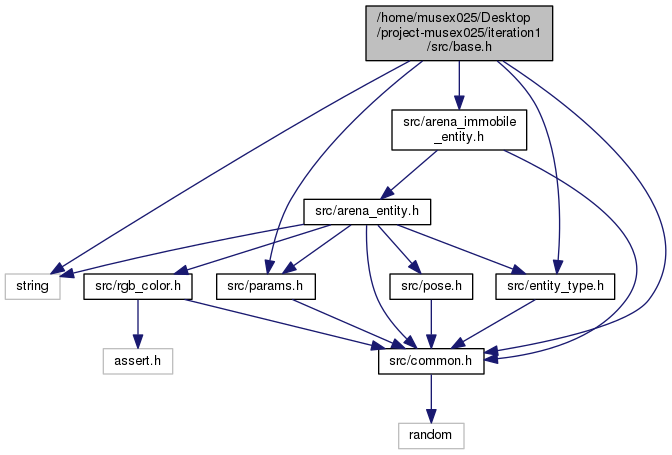 /home/musex025/Desktop
/project-musex025/iteration1
/src/base.h
src/arena_immobile
_entity.h
src/arena_entity.h
string
src/rgb_color.h
src/params.h
src/pose.h
src/entity_type.h
assert.h
src/common.h
random